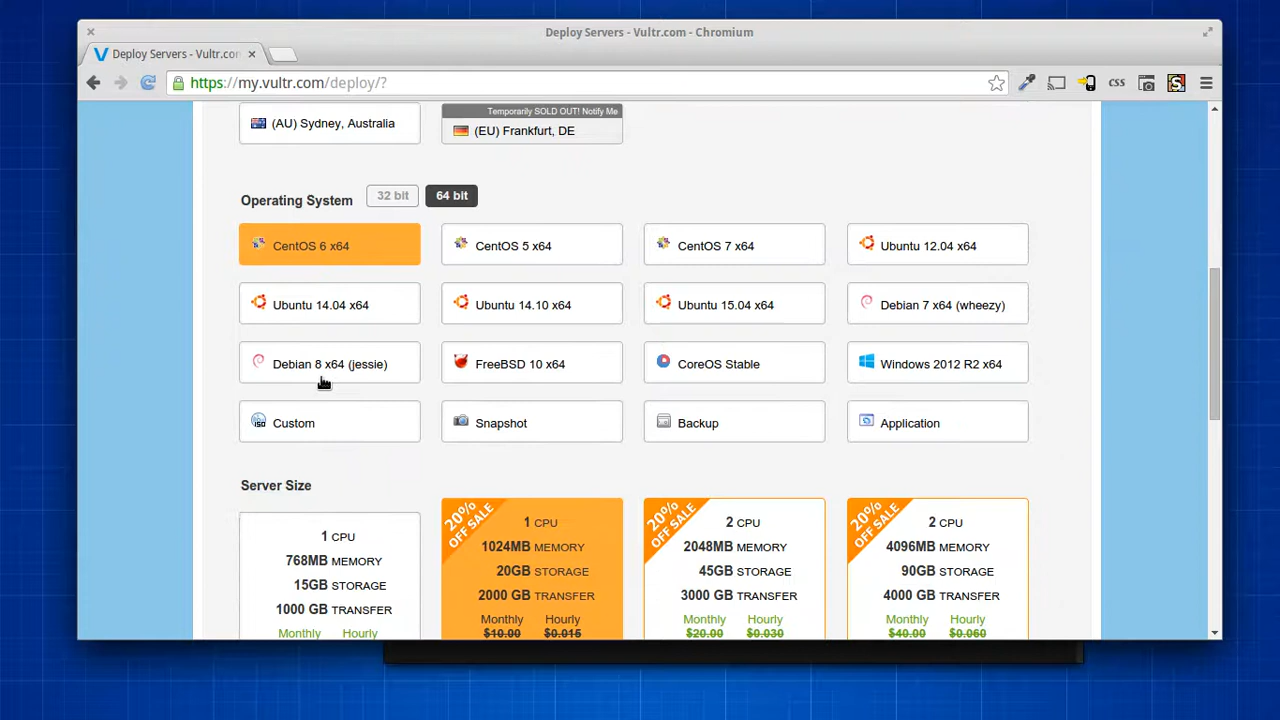 Deploy Servers - Vultr.com - Chromium
Deploy Servers - Vultr.com
https://my.vultr.com/deploy/?
CSS
Temporarily SOLD OUT! Notify Me
(AU) Sydney, Australia
(EU) Frankfurt, DE
Operating System 32 bit 64 bit
CentOS 6 x64 CentOS 5 x64 CentOS 7 x64 Ubuntu 12.04 x64
Ubuntu 14.04 x64 Ubuntu 14.10 x64 Ubuntu 15.04 x64 Debian 7 x64 (wheezy)
Debian 8 x64 (jessie) FreeBSD 10 x64 CoreOS Stable Windows 2012 R2 x64
ISO Custom Snapshot Backup Application
Server Size
1 CPU
768MB MEMORY
15GB STORAGE
1000 GB TRANSFER
Monthly Hourly
20%
OFF SALE
1 CPU
1024MB MEMORY
20GB STORAGE
2000 GB TRANSFER
Monthly Hourly
$10.00 $0.015
20%
OFF SALE
2 CPU
2048MB MEMORY
45GB STORAGE
3000 GB TRANSFER
Monthly Hourly
$20.00 $0.030
20%
OFF SALE
2 CPU
4096MB MEMORY
90GB STORAGE
4000 GB TRANSFER
Monthly Hourly
$40.00 $0.060